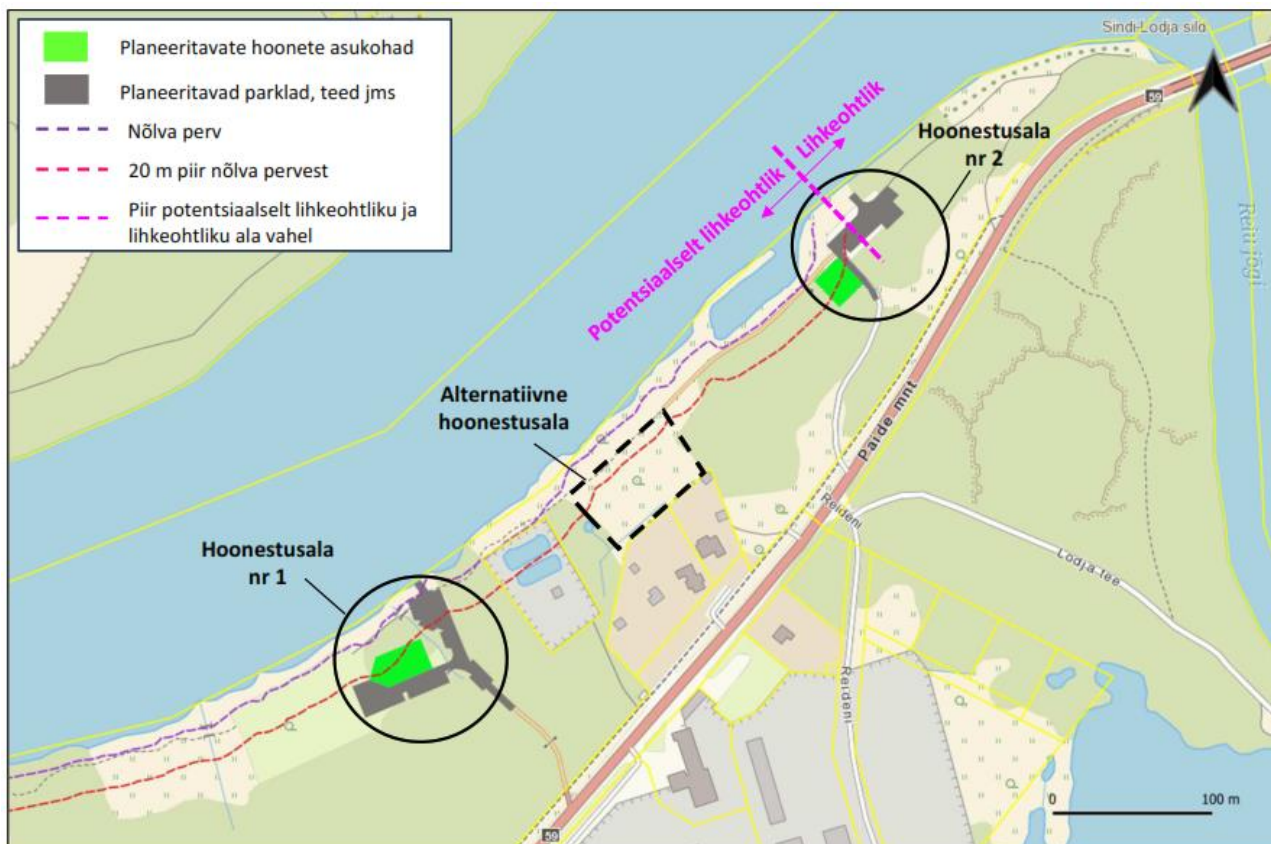 Planeeritavate hoonete asukohad
Planeeritavad parklad, teed jms
Nõlva perv
20 m piir nõlva pervest
Piir potentsiaalselt lihkeohtliku ja
lihkeohtliku ala vahel
Sindi-Lodja sild
59
Hoonestusala
nr 2
Lihkeohtlik
Potentsiaalselt lihkeohtlik
Reiu jõgi
Alternatiivne
hoonestusala
Paide mnt
Hoonestusala
nr 1
Reideni
Lodja tee
Reideni
59
0 100 m